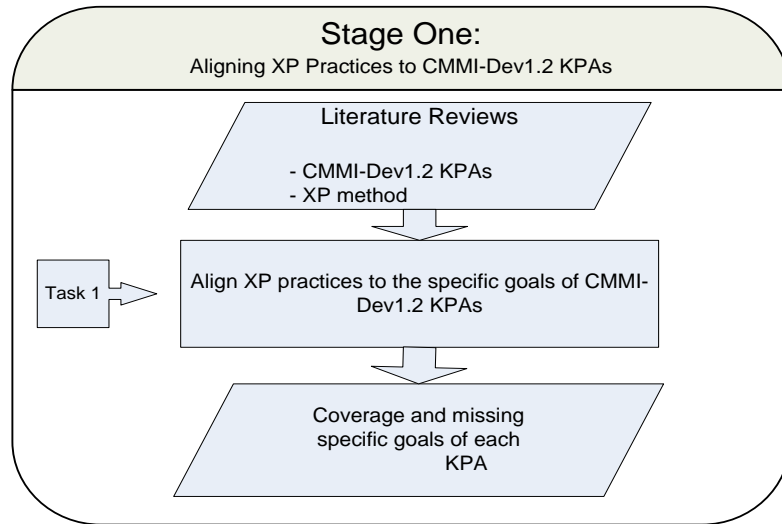 Stage One:
Aligning XP Practices to CMMI-Dev1.2 KPAs
Literature Reviews
- CMMI-Dev1.2 KPAs
- XP method
Task 1
Align XP practices to the specific goals of CMMI-
Dev1.2 KPAs
Coverage and missing
specific goals of each
KPA